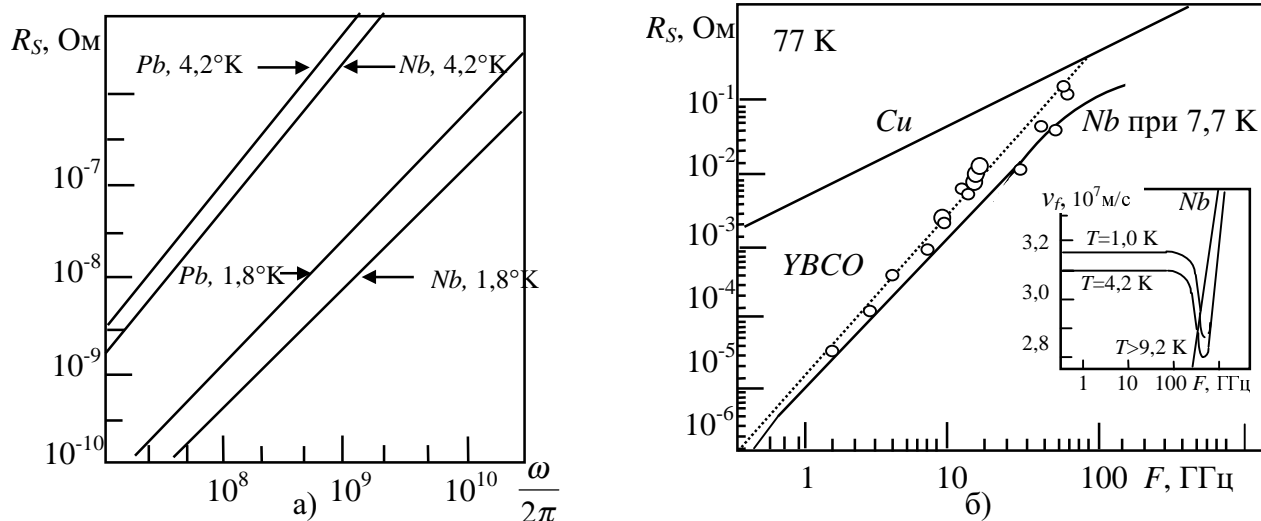 R_S, Ом
Pb, 4,2°K
Nb, 4,2°K
10^-7
10^-8
Pb, 1,8°K
Nb, 1,8°K
10^-9
10^-10
10^8
10^9
10^10
ω
2π
а)
R_S, Ом
77 K
10^-1
Cu
Nb при 7,7 K
10^-2
v_f, 10^7м/с
Nb
3,2
T=1,0 K
10^-3
YBCO
T=4,2 K
3,0
10^-4
2,8
T>9,2 K
10^-5
1
10
100
F, ГГц
10^-6
1
10
100
F, ГГц
б)